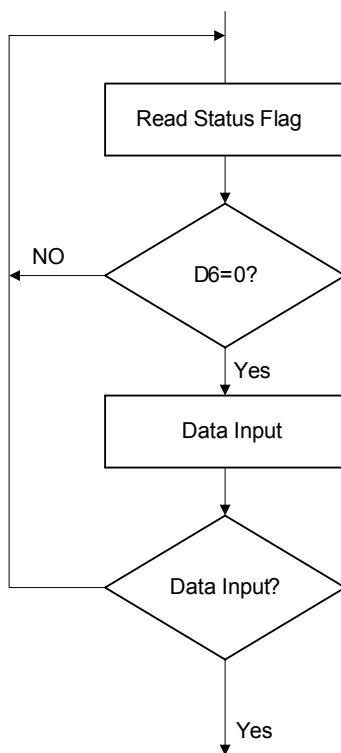 Read Status Flag
NO
D6=0?
Yes
Data Input
Data Input?
Yes